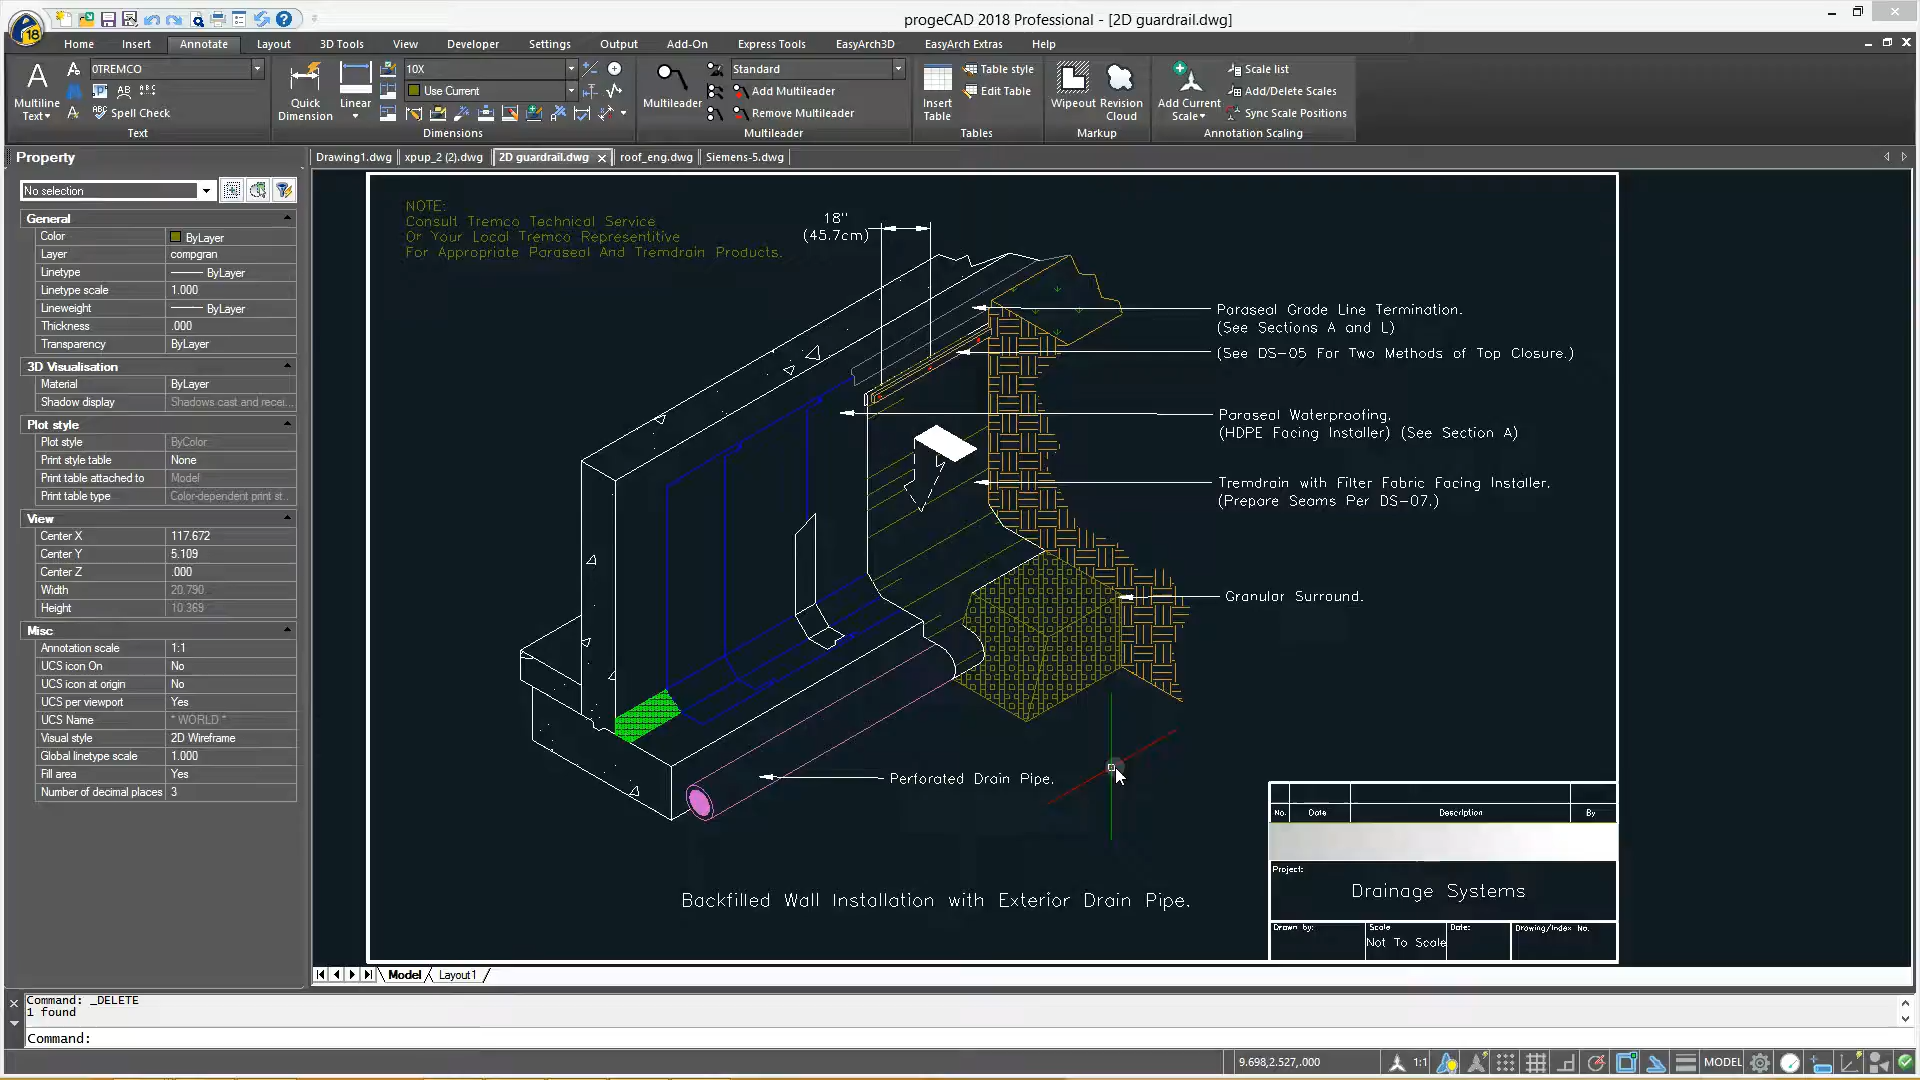 progeCAD 2018 Professional - [2D guardrail.dwg]
18
Home Insert Annotate Layout 3D Tools View Developer Settings Output Add-On Express Tools EasyArch3D EasyArch Extras Help
Multiline Text
0TREMCO
Spell Check
Text
Quick Dimension
Linear
10X
Use Current
Dimensions
Multileader
Standard
Add Multileader
Remove Multileader
Multileader
Insert Table
Table style
Edit Table
Tables
Wipeout
Revision Cloud
Markup
Add Current Scale
Scale list
Add/Delete Scales
Sync Scale Positions
Annotation Scaling
Property
Drawing1.dwg xpup_2 (2).dwg 2D guardrail.dwg roof_eng.dwg Siemens-5.dwg
No selection
General
Color ByLayer
Layer compgran
Linetype ByLayer
Linetype scale 1.000
Lineweight ByLayer
Thickness .000
Transparency ByLayer
3D Visualisation
Material ByLayer
Shadow display Shadows cast and recei...
Plot style
Plot style ByColor
Print style table None
Print table attached to Model
Print table type Color-dependent print st...
View
Center X 117.672
Center Y 5.109
Center Z .000
Width 20.790
Height 10.369
Misc
Annotation scale 1:1
UCS icon On No
UCS icon at origin No
UCS per viewport Yes
UCS Name * WORLD *
Visual style 2D Wireframe
Global linetype scale 1.000
Fill area Yes
Number of decimal places 3
NOTE:
Consult Tremco Technical Service
Or Your Local Tremco Representitive
For Appropriate Paraseal And Tremdrain Products.
18"
(45.7cm)
Paraseal Grade Line Termination.
(See Sections A and L)
(See DS-05 For Two Methods of Top Closure.)
Paraseal Waterproofing.
(HDPE Facing Installer) (See Section A)
Tremdrain with Filter Fabric Facing Installer.
(Prepare Seams Per DS-07.)
Granular Surround.
Perforated Drain Pipe.
Backfilled Wall Installation with Exterior Drain Pipe.
No. Date Description By
Project:
Drainage Systems
Drawn by: Scale Date: Drawing/Index No.
Not To Scale
Model Layout1
Command: _DELETE
1 found
Command:
9.698,2.527,.000 1:1 MODEL